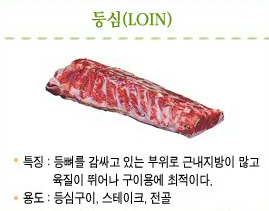 등심(LOIN)
• 특징 : 등뼈를 감싸고 있는 부위로 근내지방이 많고
육질이 뛰어나 구이용에 최적이다.
• 용도 : 등심구이, 스테이크, 전골